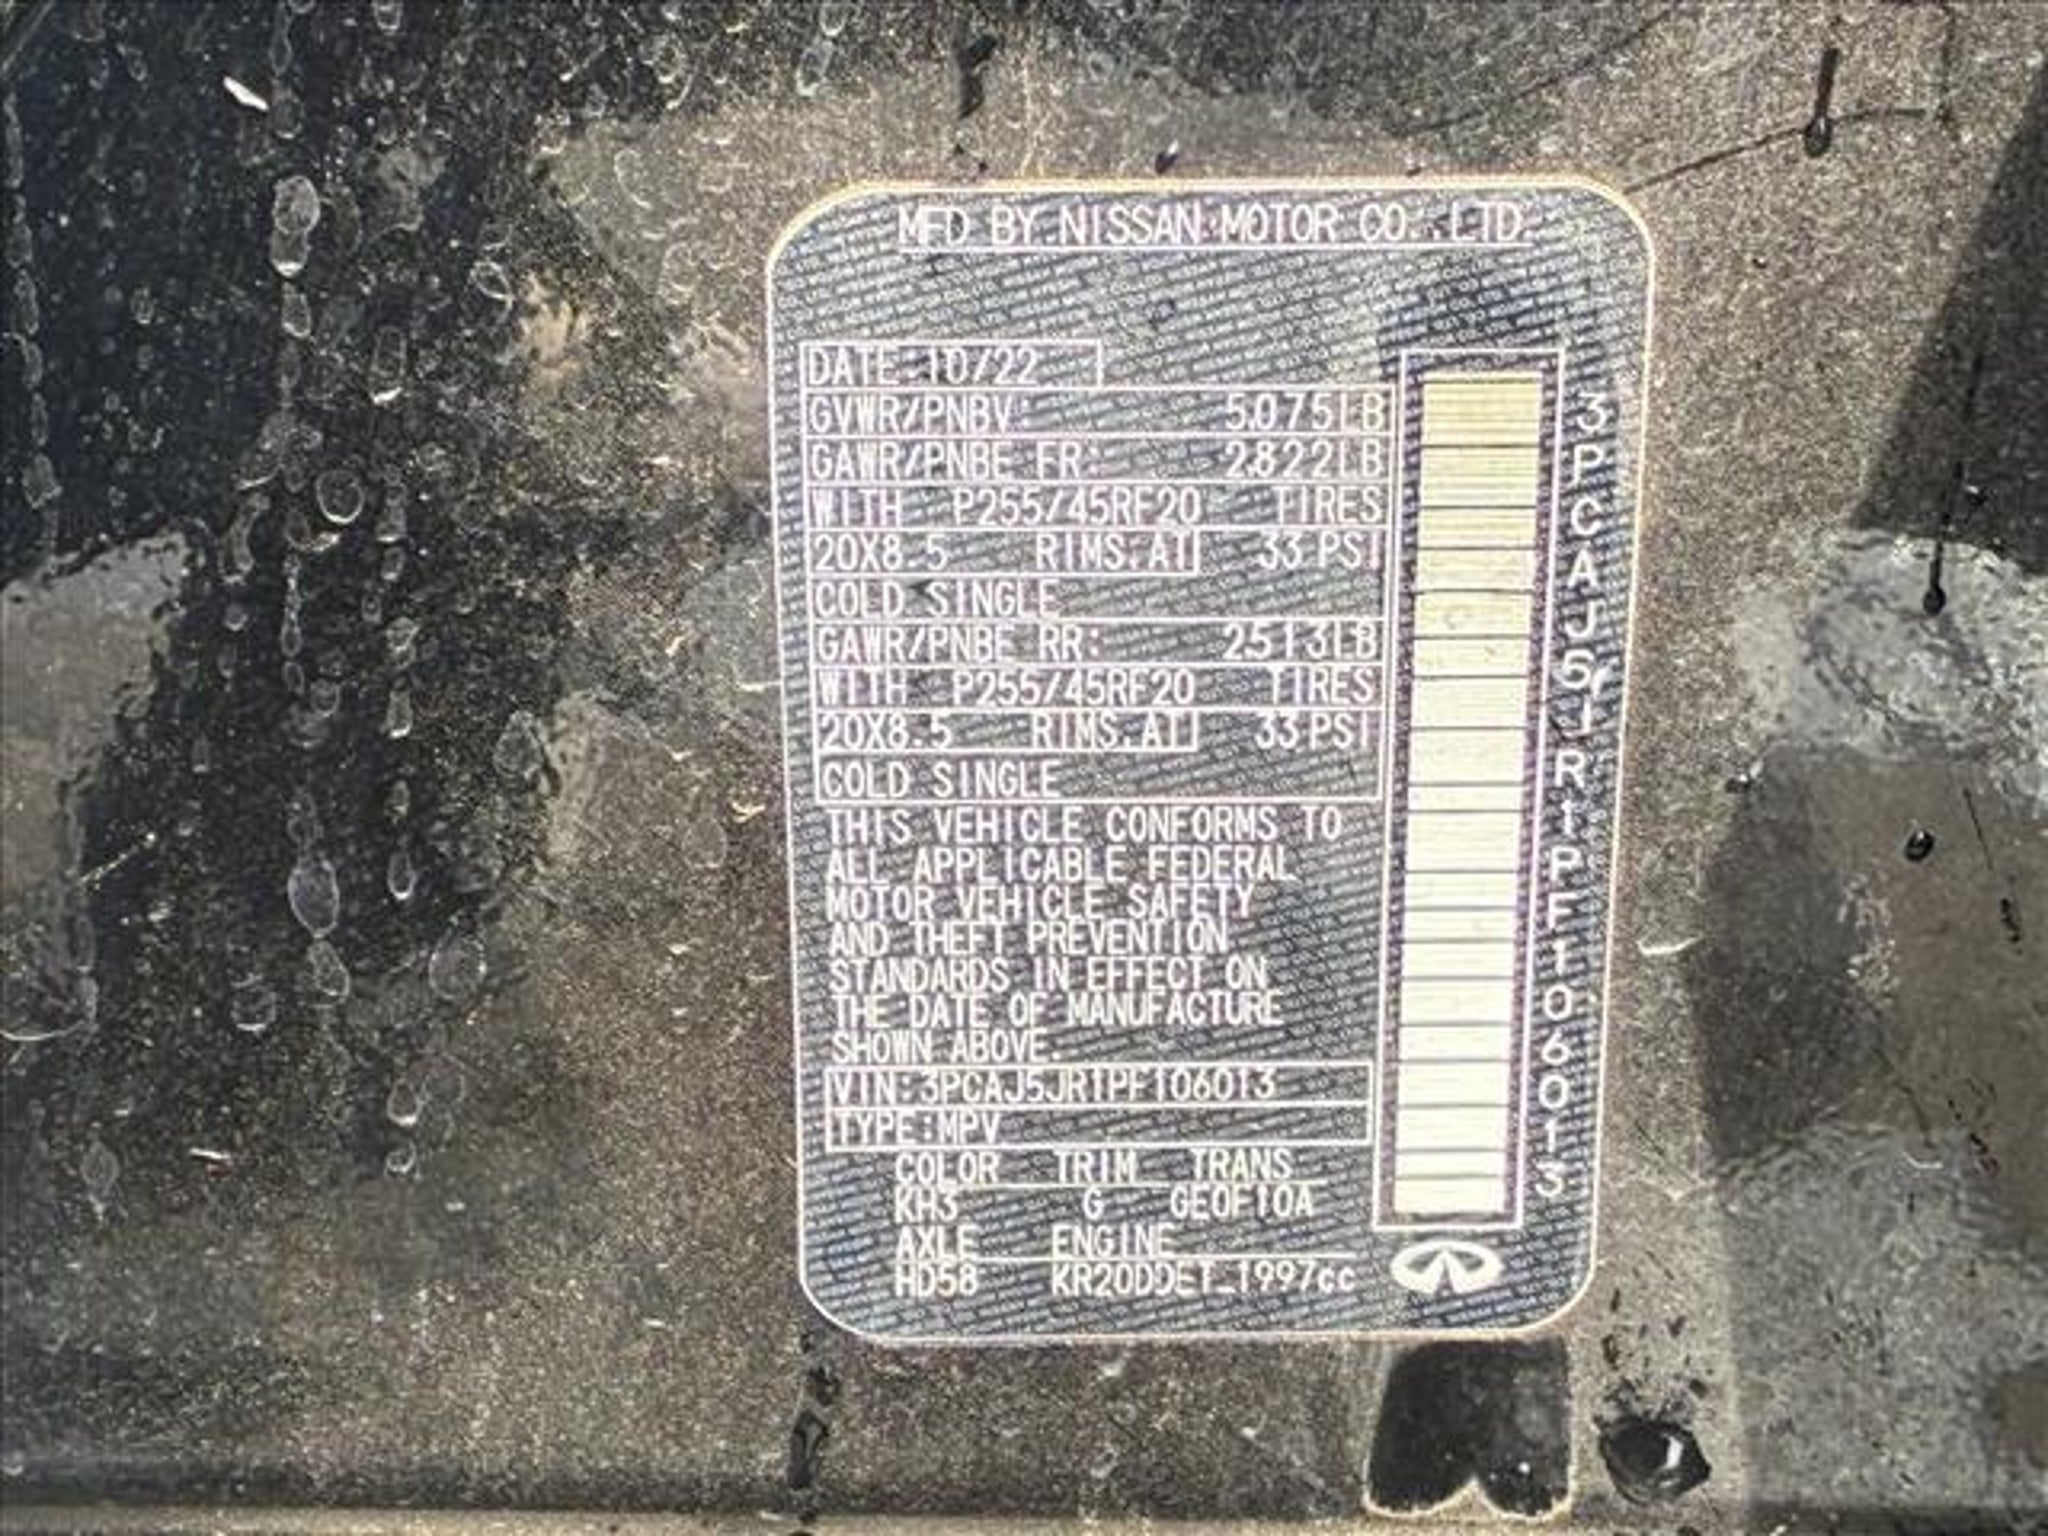 MFD BY NISSAN MOTOR CO., LTD.
DATE 10/22
GVWR/PNBV: 5075LB
GAWR/PNBE FR: 2822LB
WITH P255/45RF20 TIRES
20X8.5 RIMS.AT 33 PSI
COLD SINGLE
GAWR/PNBE RR: 2513LB
WITH P255/45RF20 TIRES
20X8.5 RIMS.AT 33 PSI
COLD SINGLE
THIS VEHICLE CONFORMS TO
ALL APPLICABLE FEDERAL
MOTOR VEHICLE SAFETY
AND THEFT PREVENTION
STANDARDS IN EFFECT ON
THE DATE OF MANUFACTURE
SHOWN ABOVE.
VIN:3PCAJ5JR1PF106013
TYPE:MPV
COLOR TRIM TRANS
KH3 G GE0F10A
AXLE ENGINE
HD58 KR20DDET 1997cc
3PCAJ5JR1PF106013